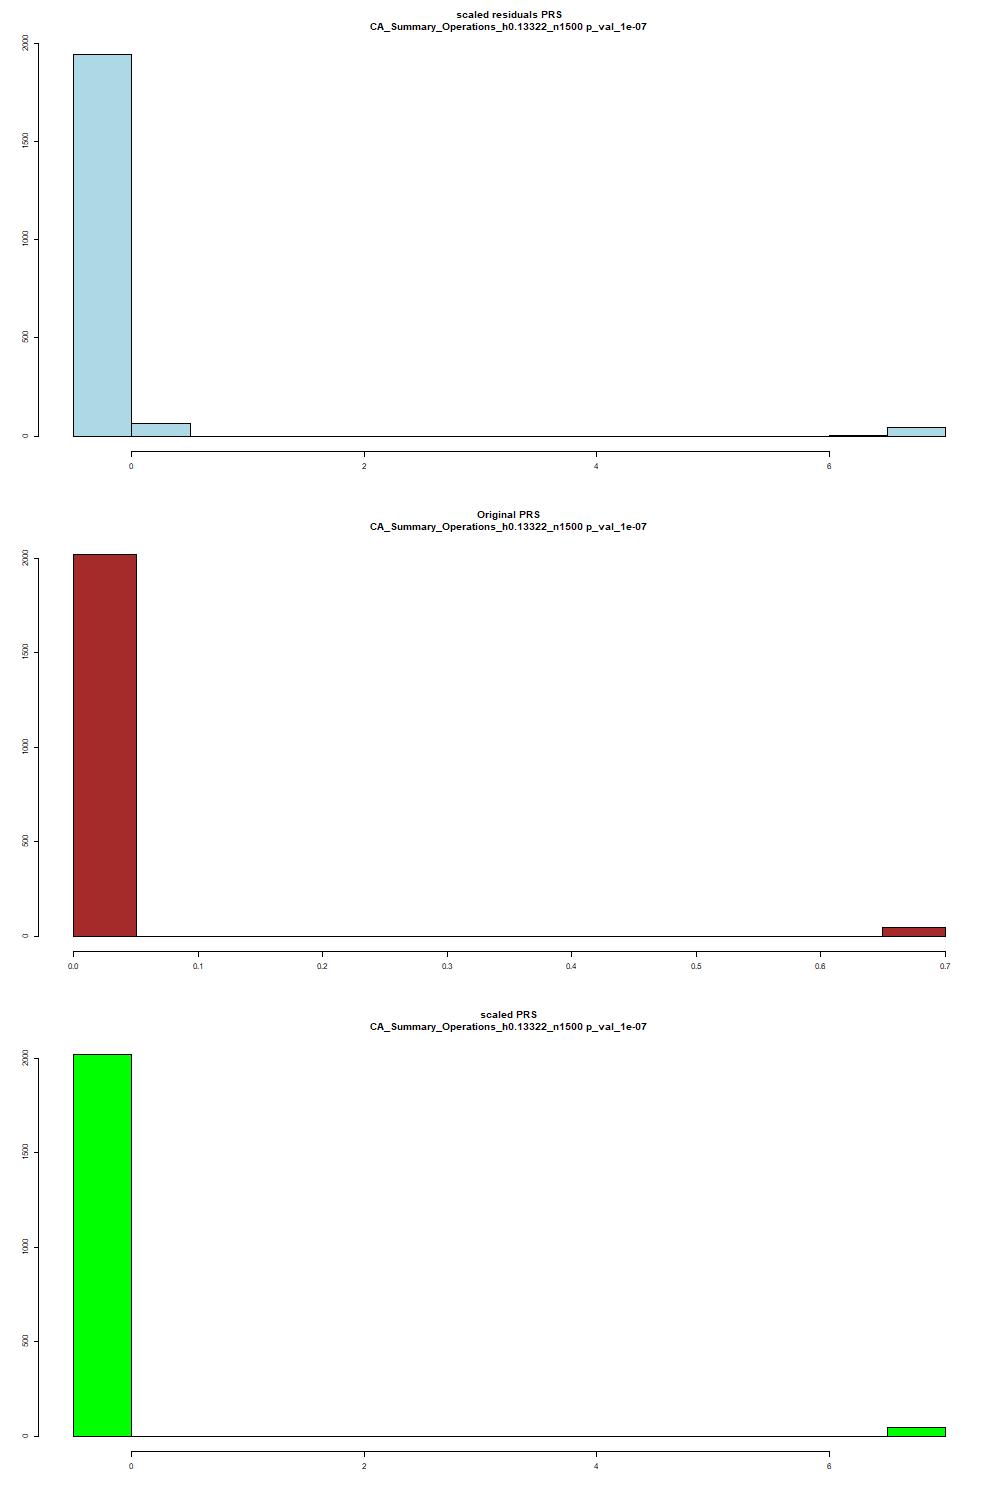 scaled residuals PRS
CA_Summary_Operations_h0.13322_n1500 p_val_1e-07
2000
1500
1000
500
0
0 2 4 6
Original PRS
CA_Summary_Operations_h0.13322_n1500 p_val_1e-07
2000
1500
1000
500
0
0.0 0.1 0.2 0.3 0.4 0.5 0.6 0.7
scaled PRS
CA_Summary_Operations_h0.13322_n1500 p_val_1e-07
2000
1500
1000
500
0
0 2 4 6